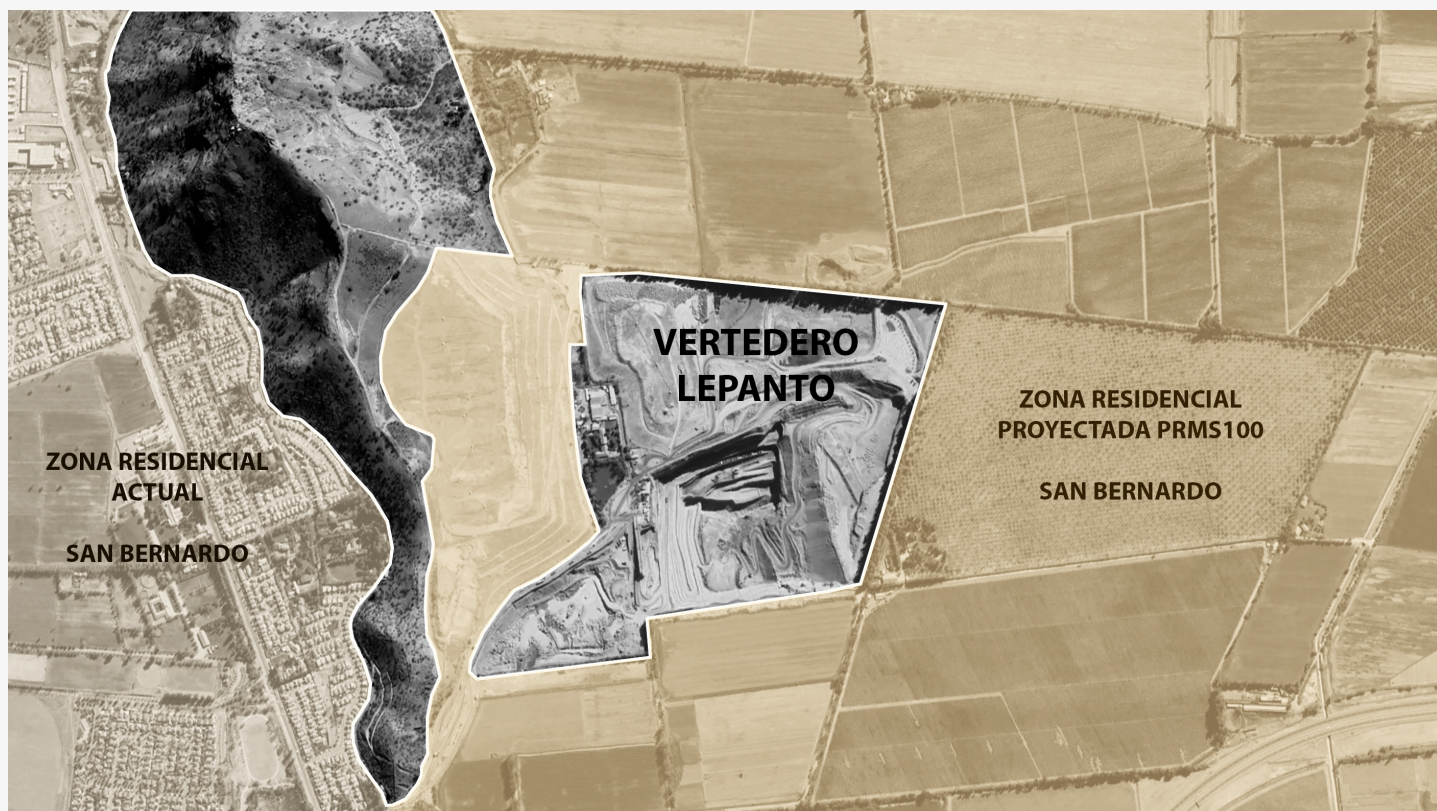 VERTEDERO
LEPANTO
ZONA RESIDENCIAL
PROYECTADA PRMS100
SAN BERNARDO
ZONA RESIDENCIAL
ACTUAL
SAN BERNARDO